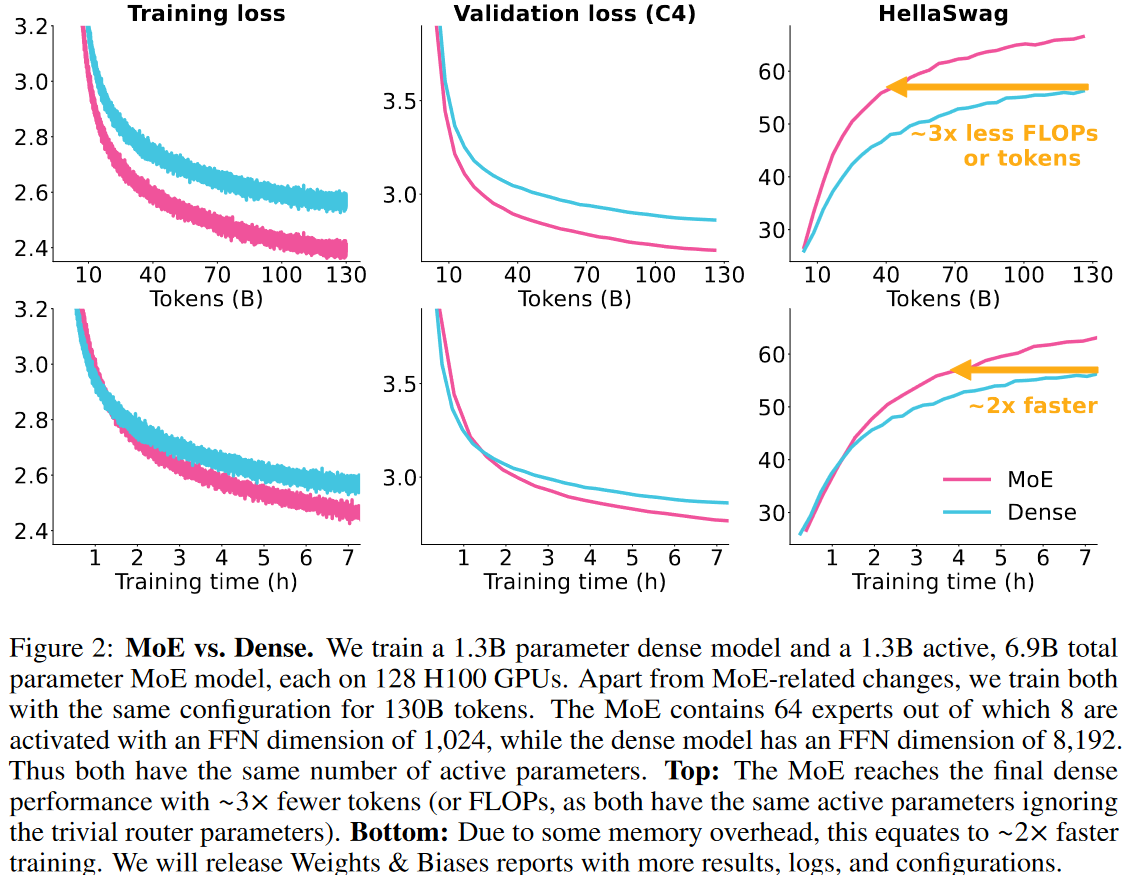 Training loss
Validation loss (C4)
HellaSwag
3.2
3.0
2.8
2.6
2.4
10 40 70 100 130
Tokens (B)
3.5
3.0
10 40 70 100 130
Tokens (B)
60
50
40
30
~3x less FLOPs
or tokens
10 40 70 100 130
Tokens (B)
3.2
3.0
2.8
2.6
2.4
1 2 3 4 5 6 7
Training time (h)
3.5
3.0
1 2 3 4 5 6 7
Training time (h)
60
50
40
30
~2x faster
MoE
Dense
1 2 3 4 5 6 7
Training time (h)
Figure 2: MoE vs. Dense. We train a 1.3B parameter dense model and a 1.3B active, 6.9B total
parameter MoE model, each on 128 H100 GPUs. Apart from MoE-related changes, we train both
with the same configuration for 130B tokens. The MoE contains 64 experts out of which 8 are
activated with an FFN dimension of 1,024, while the dense model has an FFN dimension of 8,192.
Thus both have the same number of active parameters. Top: The MoE reaches the final dense
performance with ~3× fewer tokens (or FLOPs, as both have the same active parameters ignoring
the trivial router parameters). Bottom: Due to some memory overhead, this equates to ~2× faster
training. We will release Weights & Biases reports with more results, logs, and configurations.